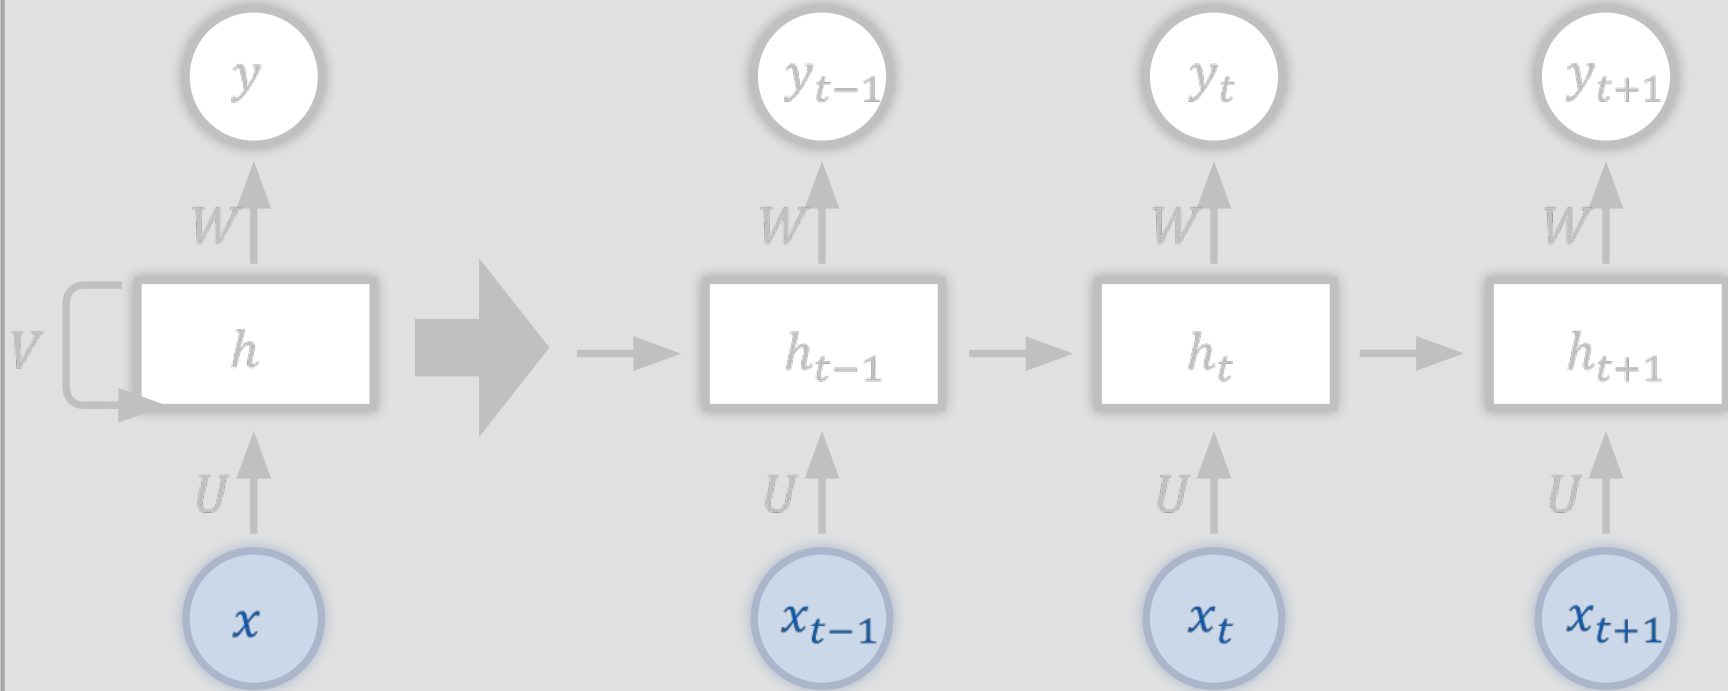 y y_{t-1} y_t y_{t+1}
W W W W
V h h_{t-1} h_t h_{t+1}
U U U U
x x_{t-1} x_t x_{t+1}